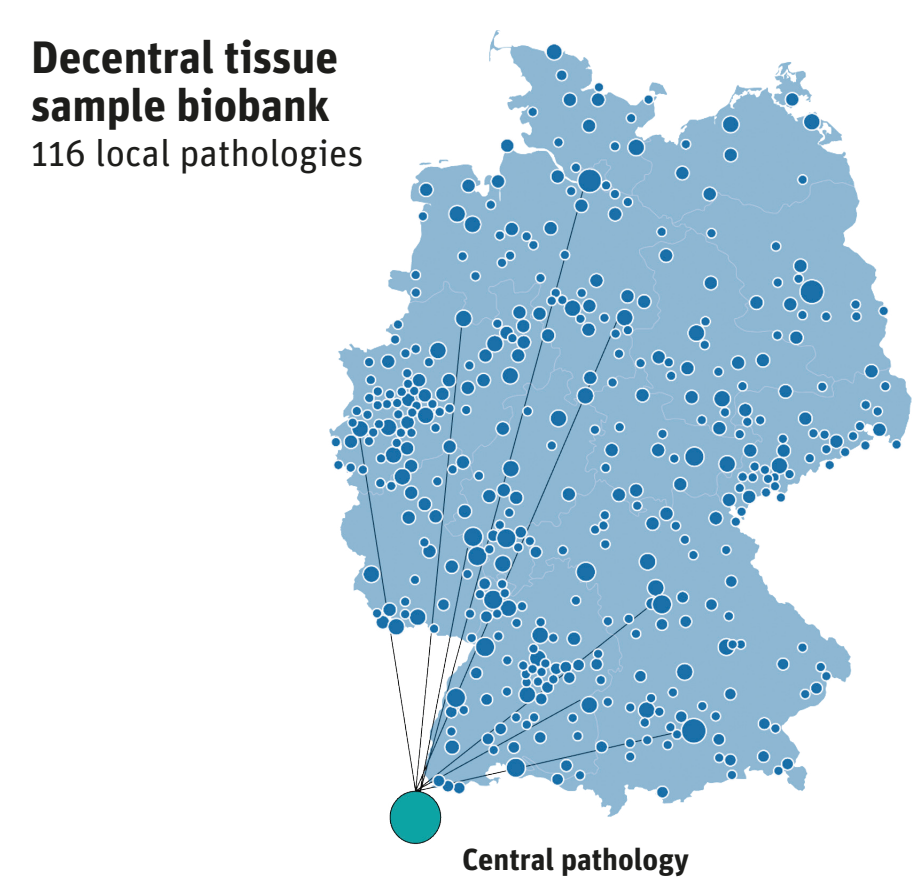 Decentral tissue
sample biobank
116 local pathologies
Central pathology